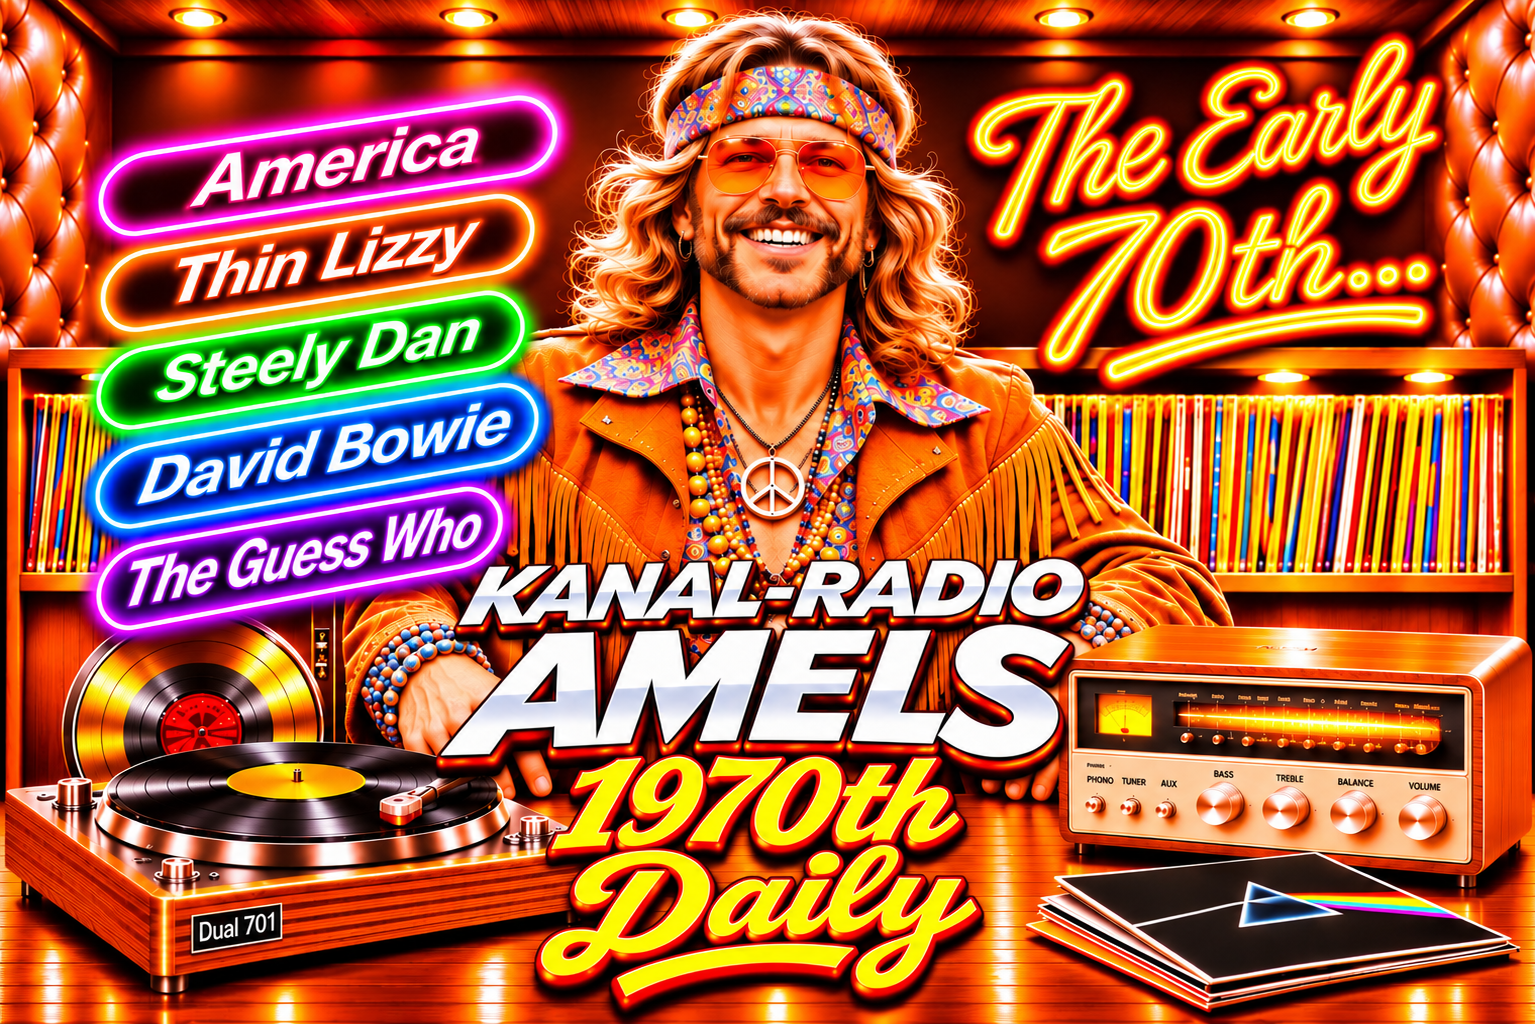 America
Thin Lizzy
Steely Dan
David Bowie
The Guess Who
The Early
70th...
KANAL-RADIO
AMELS
1970th
Daily
Dual 701
PHONO TUNER AUX BASS TREBLE BALANCE VOLUME